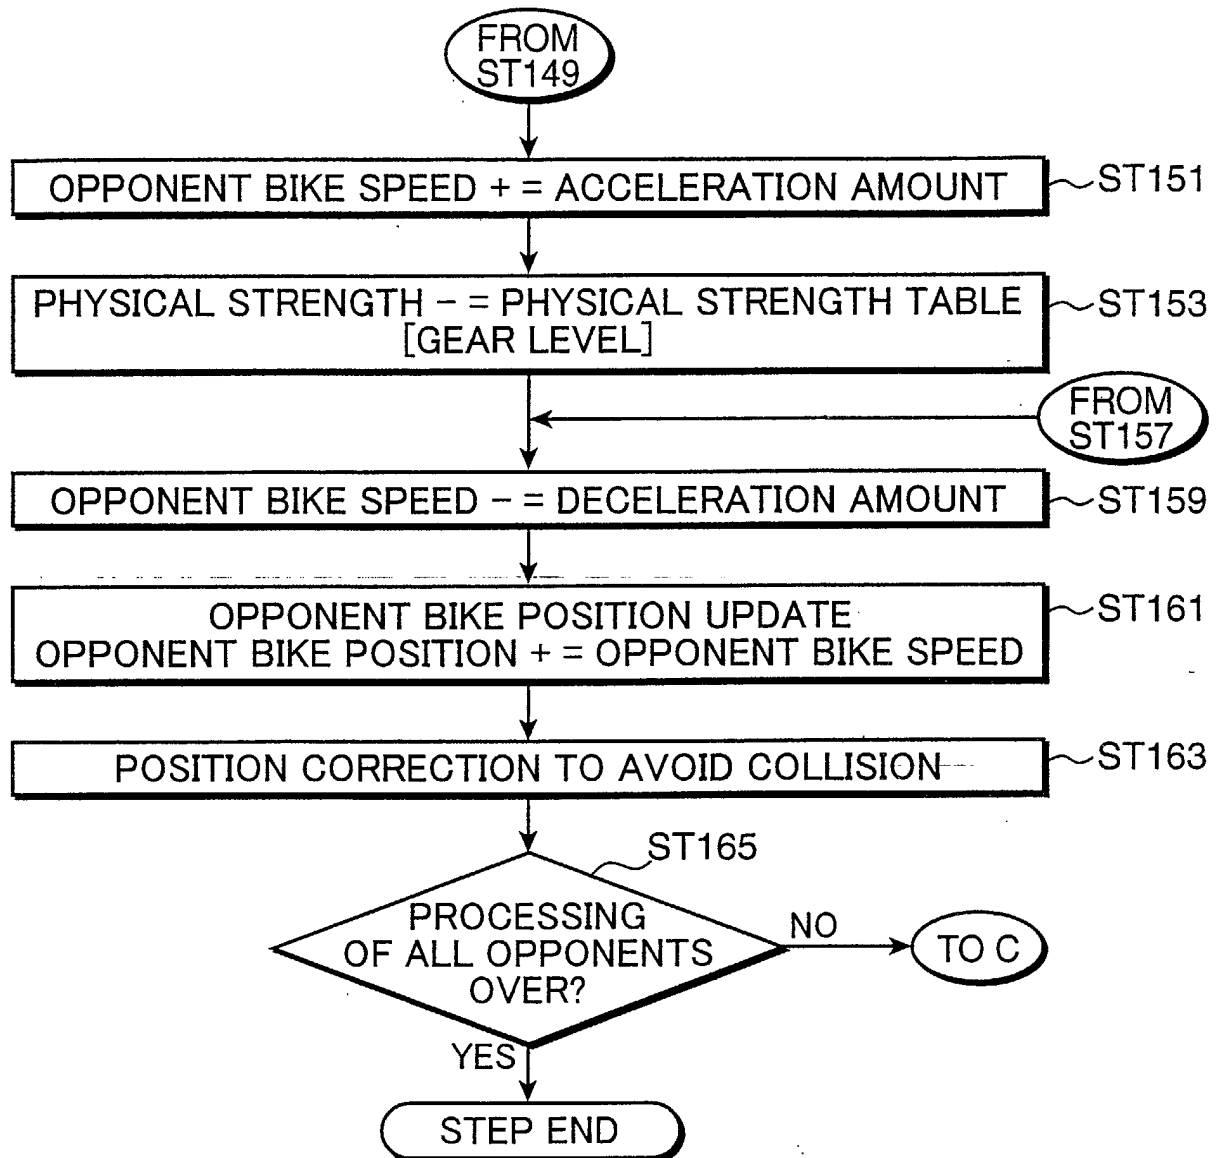 FROM
ST149
OPPONENT BIKE SPEED + = ACCELERATION AMOUNT
ST151
PHYSICAL STRENGTH - = PHYSICAL STRENGTH TABLE
[GEAR LEVEL]
ST153
FROM
ST157
OPPONENT BIKE SPEED - = DECELERATION AMOUNT
ST159
OPPONENT BIKE POSITION UPDATE
OPPONENT BIKE POSITION + = OPPONENT BIKE SPEED
ST161
POSITION CORRECTION TO AVOID COLLISION
ST163
ST165
PROCESSING
OF ALL OPPONENTS
OVER?
NO
TO C
YES
STEP END